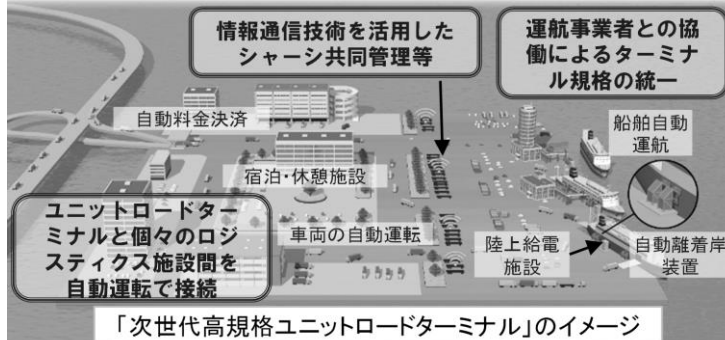 情報通信技術を活用した
シャーシ共同管理等
運航事業者との協
働によるターミナ
ル規格の統一
自動料金決済
船舶自動
運航
宿泊・休憩施設
ユニットロードター
ミナルと個々のロジ
スティクス施設間を
自動運転で接続
車両の自動運転
陸上給電
施設
自動離着岸
装置
「次世代高規格ユニットロードターミナル」のイメージ